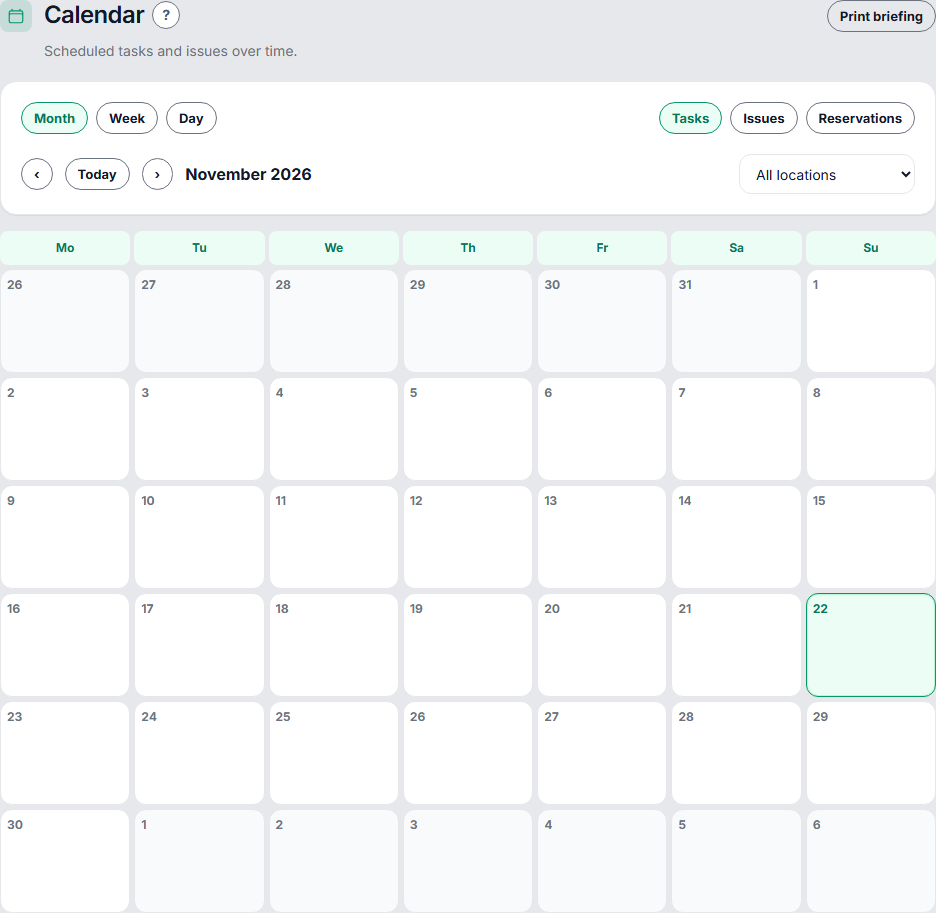 Calendar ?
Print briefing
Scheduled tasks and issues over time.
Month Week Day
Tasks Issues Reservations
‹ Today › November 2026
All locations
Mo Tu We Th Fr Sa Su
26 27 28 29 30 31 1
2 3 4 5 6 7 8
9 10 11 12 13 14 15
16 17 18 19 20 21 22
23 24 25 26 27 28 29
30 1 2 3 4 5 6